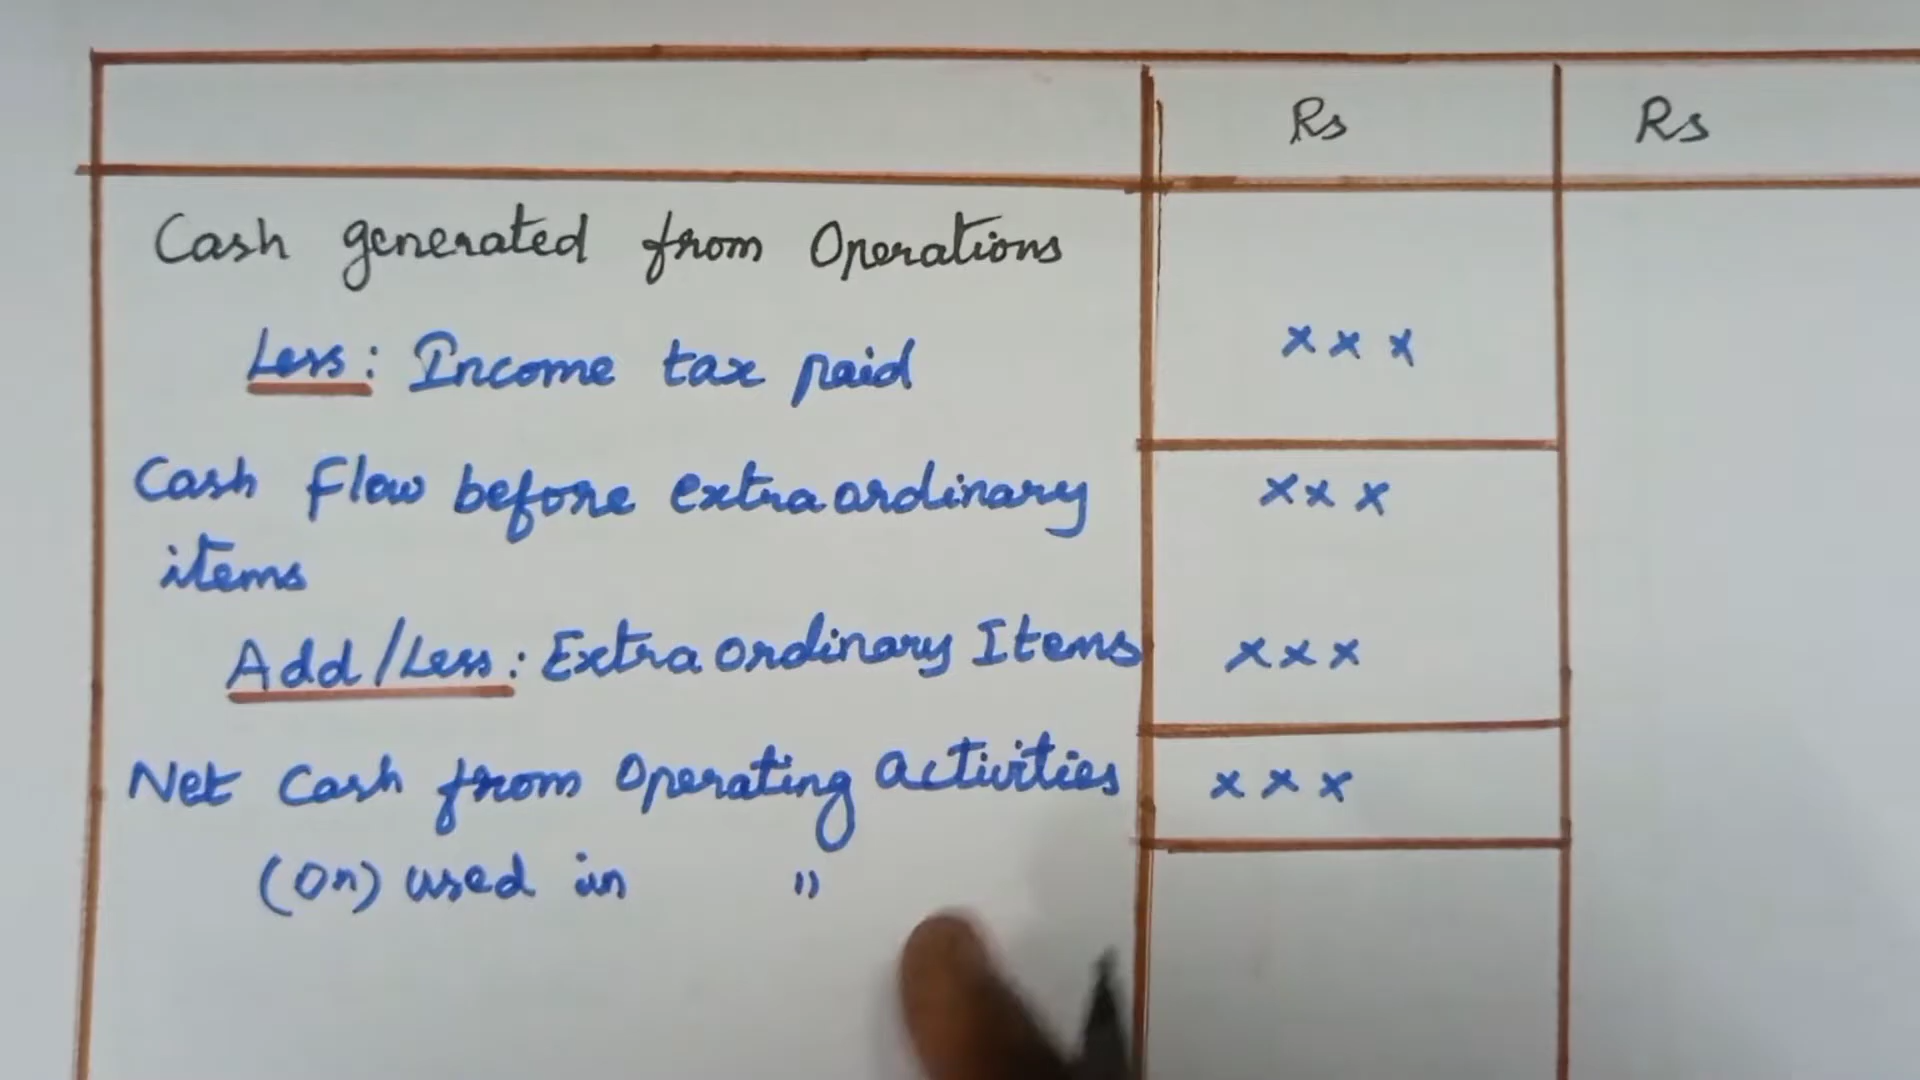 Rs Rs
Cash generated from Operations
Less: Income tax paid xxx
Cash Flow before extraordinary xxx
items
Add/Less: Extraordinary Items xxx
Net Cash from Operating Activities xxx
(or) used in "